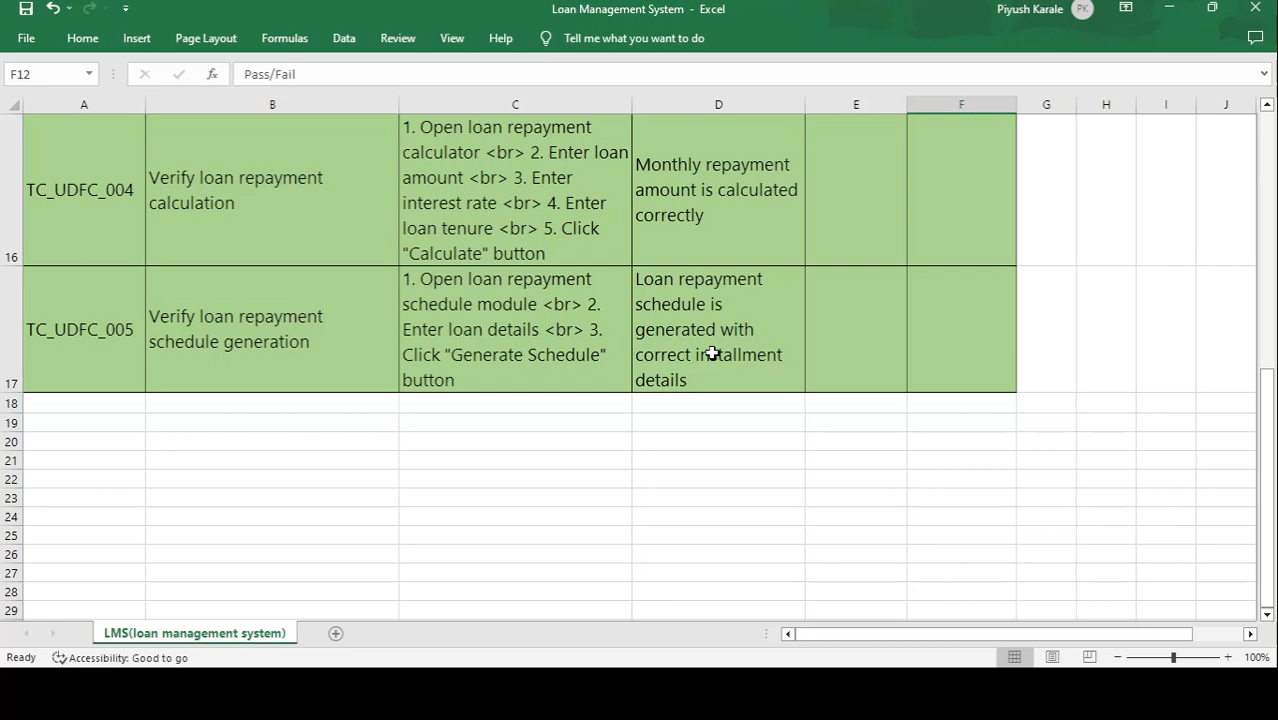 Loan Management System - Excel
Piyush Karale PK
File Home Insert Page Layout Formulas Data Review View Help Tell me what you want to do
F12 fx Pass/Fail
A B C D E F G H I J
16
TC_UDFC_004
Verify loan repayment
calculation
1. Open loan repayment
calculator <br> 2. Enter loan
amount <br> 3. Enter
interest rate <br> 4. Enter
loan tenure <br> 5. Click
"Calculate" button
Monthly repayment
amount is calculated
correctly
17
TC_UDFC_005
Verify loan repayment
schedule generation
1. Open loan repayment
schedule module <br> 2.
Enter loan details <br> 3.
Click "Generate Schedule"
button
Loan repayment
schedule is
generated with
correct installment
details
18
19
20
21
22
23
24
25
26
27
28
29
LMS(loan management system)
Ready Accessibility: Good to go 100%